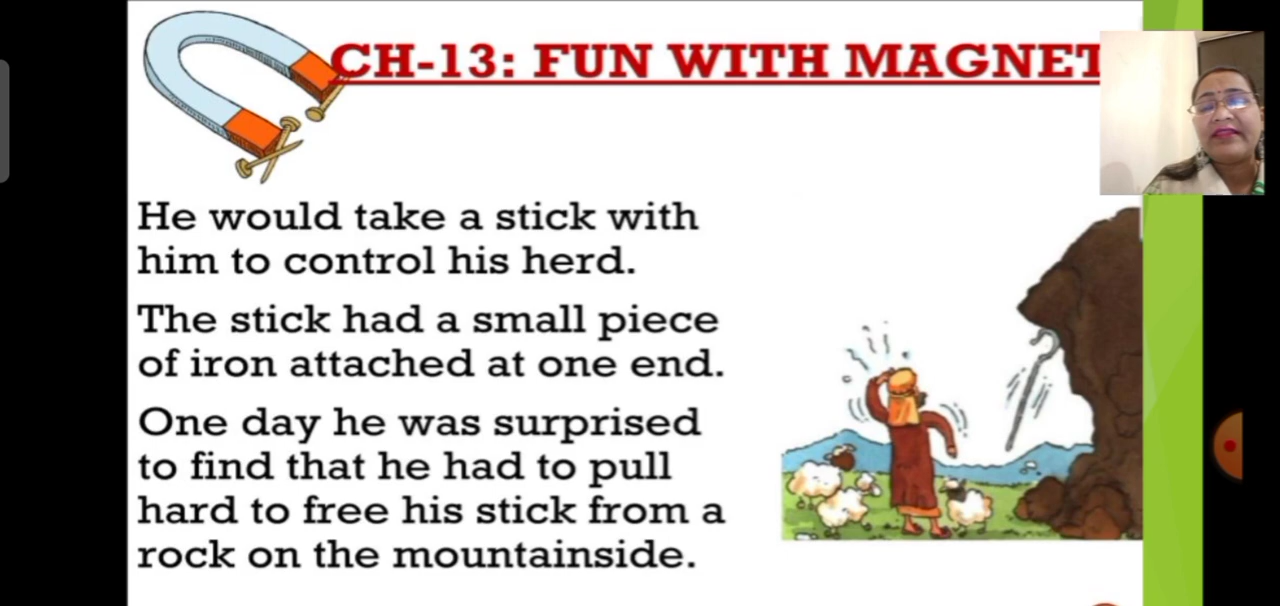 CH-13: FUN WITH MAGNET
He would take a stick with
him to control his herd.
The stick had a small piece
of iron attached at one end.
One day he was surprised
to find that he had to pull
hard to free his stick from a
rock on the mountainside.